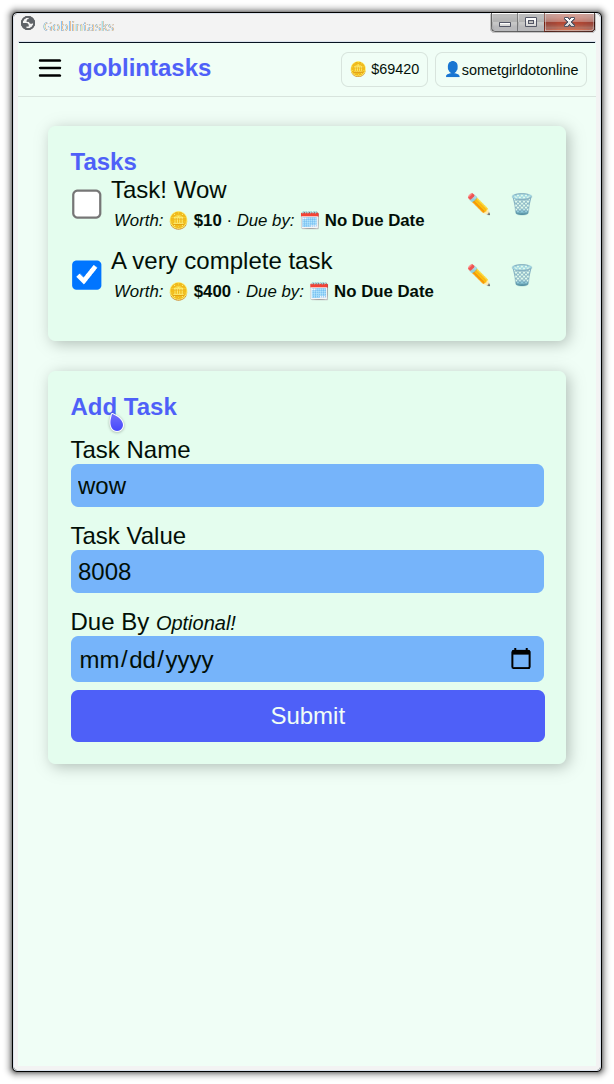 Goblintasks
goblintasks
🪙 $69420
👤sometgirldotonline
Tasks
Task! Wow
Worth: 🪙 $10 · Due by: 🗓️ No Due Date
A very complete task
Worth: 🪙 $400 · Due by: 🗓️ No Due Date
Add Task
Task Name
wow
Task Value
8008
Due By Optional!
mm/dd/yyyy
Submit